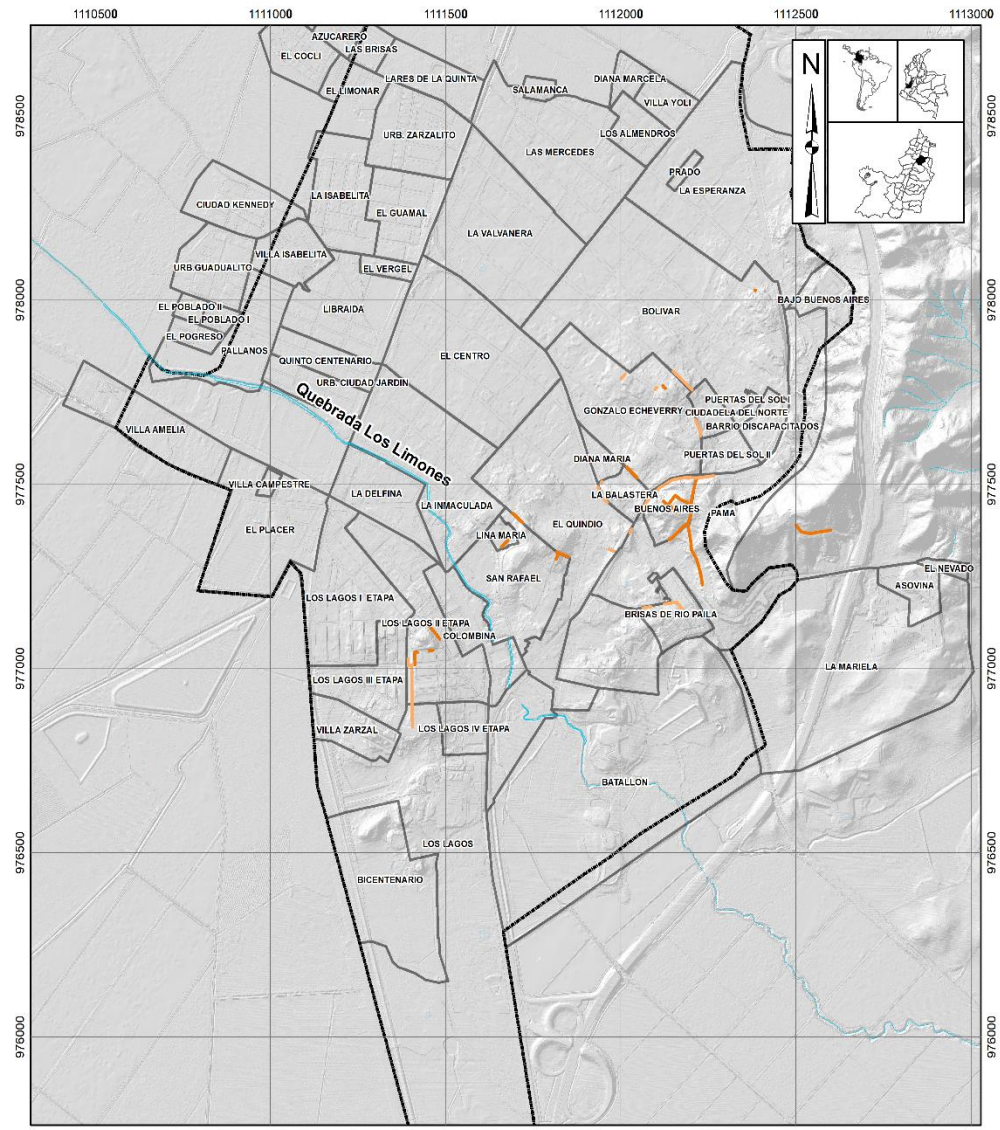 1110500 1111000 1111500 1112000 1112500 1113000
AZUCARERO
LAS BRISAS
EL COCLI
LARES DE LA QUINTA
EL LIMONAR
SALAMANCA
DIANA MARCELA
VILLA YOLI
N
978500
978500
URB. ZARZALITO
LOS ALMENDROS
LAS MERCEDES
PRADO
LA ESPERANZA
LA ISABELITA
CIUDAD KENNEDY
EL GUAMAL
LA VALVANERA
VILLA ISABELITA
URB.GUADUALITO
EL VERGEL
978000
978000
BAJO BUENOS AIRES
EL POBLADO II
LIBRAIDA
BOLIVAR
EL POBLADO I
EL POGRESO
PALLANOS
EL CENTRO
QUINTO CENTENARIO
URB. CIUDAD JARDIN
PUERTAS DEL SOL I
GONZALO ECHEVERRY
CIUDADELA DEL NORTE
BARRIO DISCAPACITADOS
Quebrada Los Limones
VILLA AMELIA
DIANA MARIA
PUERTAS DEL SOL II
977500
977500
VILLA CAMPESTRE
LA DELFINA
LA BALASTERA
LA INMACULADA
BUENOS AIRES
PAMA
EL PLACER
EL QUINDIO
LINA MARIA
SAN RAFAEL
EL NEVADO
ASOVINA
LOS LAGOS I ETAPA
BRISAS DE RIO PAILA
LOS LAGOS II ETAPA
COLOMBINA
977000
977000
LOS LAGOS III ETAPA
LA MARIELA
VILLA ZARZAL
LOS LAGOS IV ETAPA
BATALLON
976500
976500
LOS LAGOS
BICENTENARIO
976000
976000